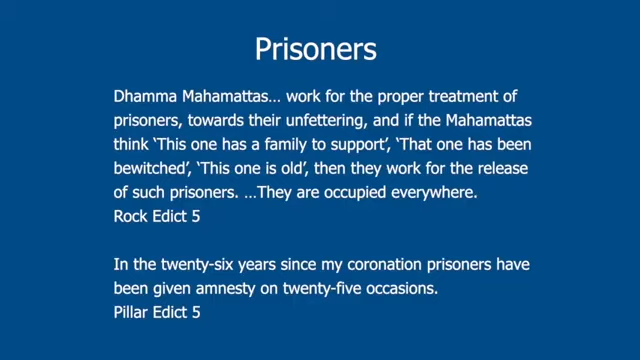 Prisoners
Dhamma Mahamattas... work for the proper treatment of
prisoners, towards their unfettering, and if the Mahamattas
think ‘This one has a family to support’, ‘That one has been
bewitched’, ‘This one is old’, then they work for the release
of such prisoners. ...They are occupied everywhere.
Rock Edict 5
In the twenty-six years since my coronation prisoners have
been given amnesty on twenty-five occasions.
Pillar Edict 5